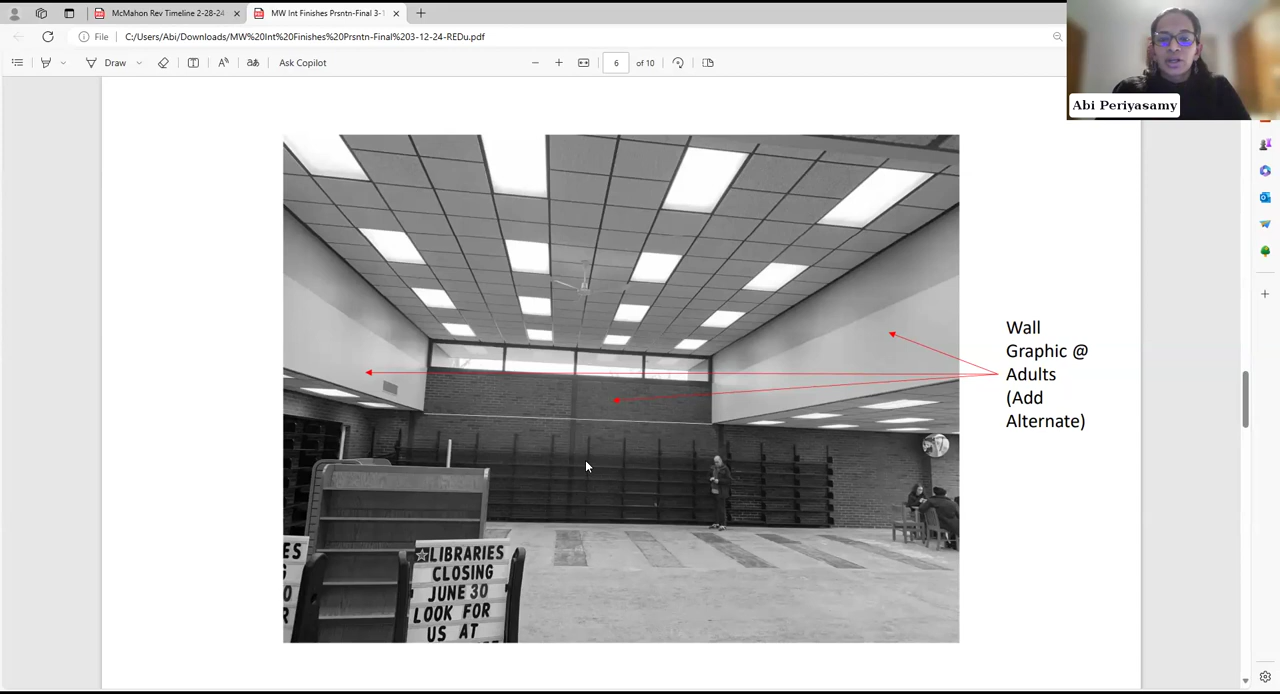 McMahon Rev Timeline 2-28-24
MW Int Finishes Prsntn-Final 3-1
File
C:/Users/Abi/Downloads/MW%20Int%20Finishes%20Prsntn-Final%203-12-24-REDu.pdf
Draw
Ask Copilot
6
of 10
Abi Periyasamy
Wall
Graphic @
Adults
(Add
Alternate)
LIBRARIES
CLOSING
JUNE 30
LOOK FOR
US AT
ES
0
R